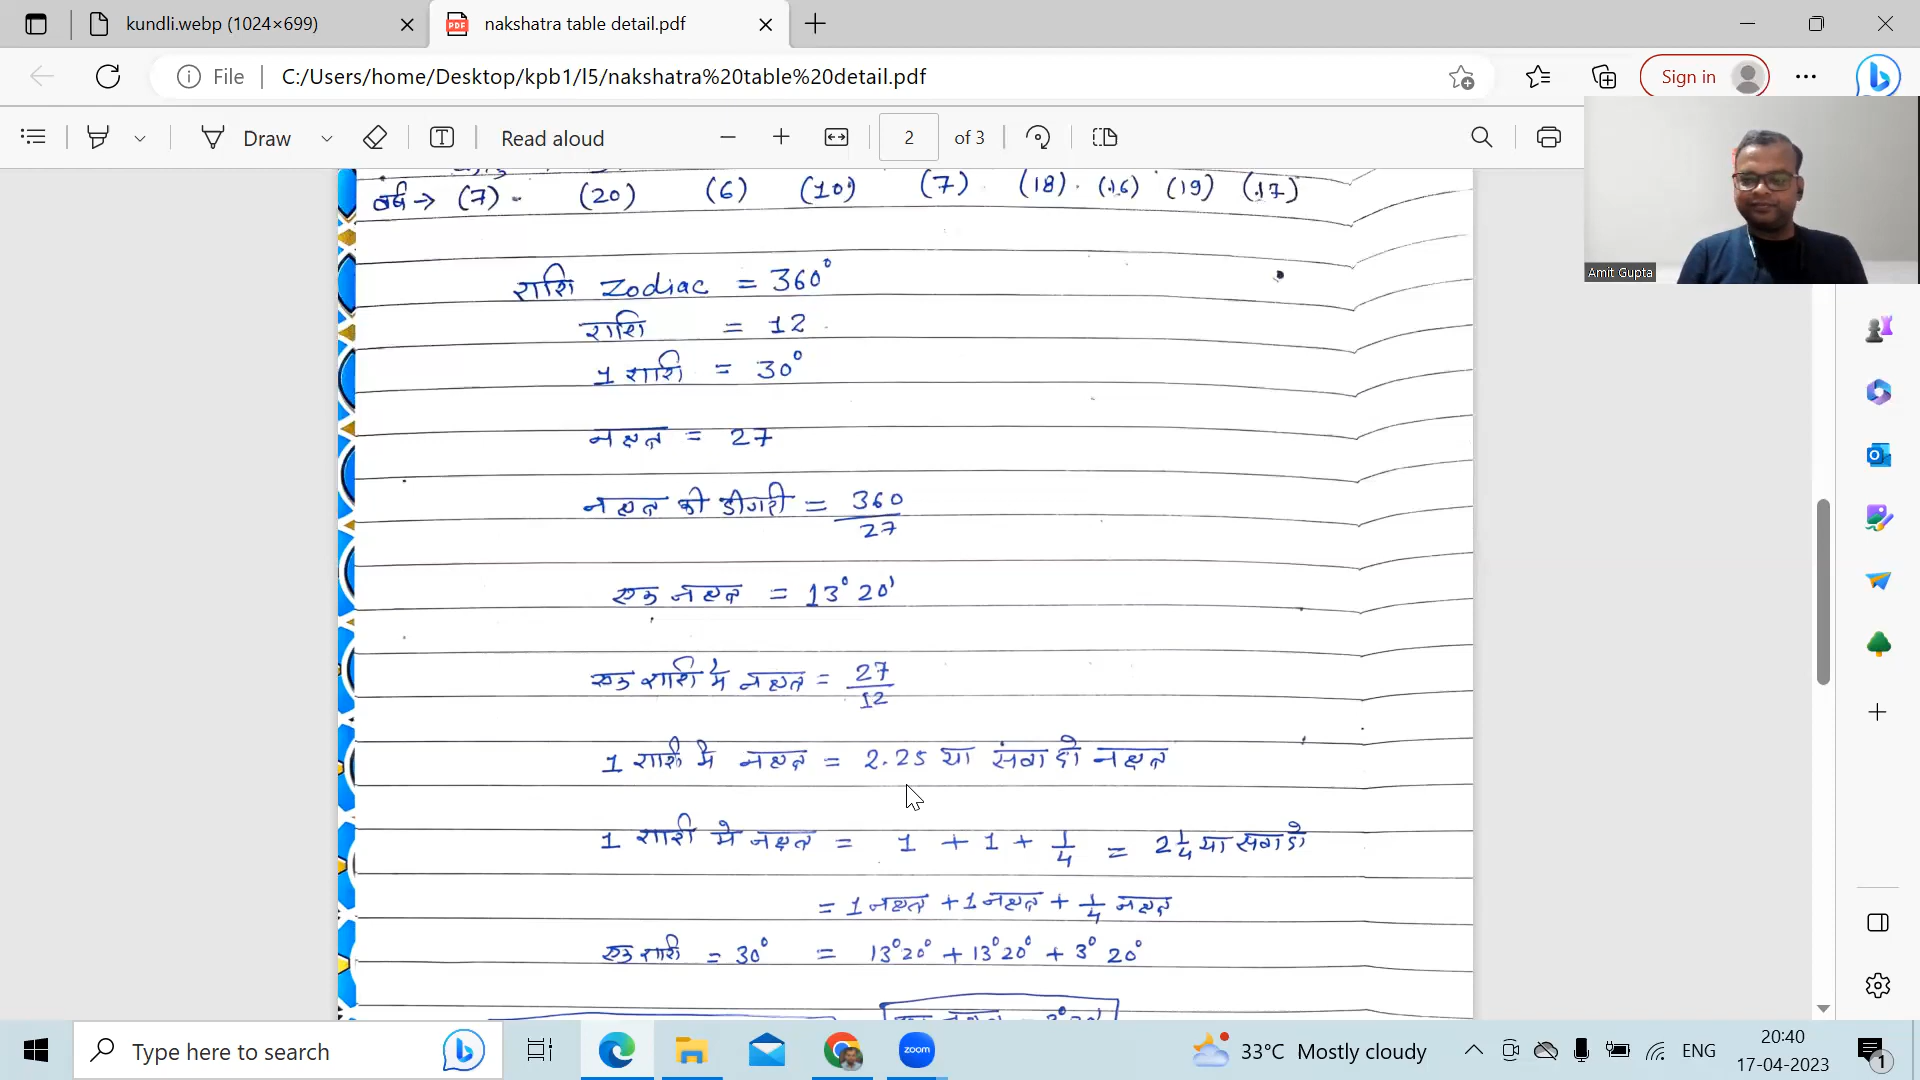 kundli.webp (1024×699)
nakshatra table detail.pdf
File
C:/Users/home/Desktop/kpb1/l5/nakshatra%20table%20detail.pdf
Sign in
Draw
Read aloud
2 of 3
Amit Gupta
वर्ष → (7) (20) (6) (10) (7) (18) (16) (19) (17)
राशि Zodiac = 360°
राशि = 12
1 राशि = 30°
नक्षत्र = 27
नक्षत्र की डीगरी = 360/27
एक नक्षत्र = 13° 20'
एक राशि मे नक्षत्र = 27/12
1 राशि मे नक्षत्र = 2.25 या सवा दो नक्षत्र
1 राशी मे नक्षत्र = 1 + 1 + 1/4 = 2 1/4 या सवा दो
= 1 नक्षत्र + 1 नक्षत्र + 1/4 नक्षत्र
एक राशी = 30° = 13°20° + 13°20° + 3° 20°
Type here to search
zoom
33°C Mostly cloudy
ENG
20:40
17-04-2023
1